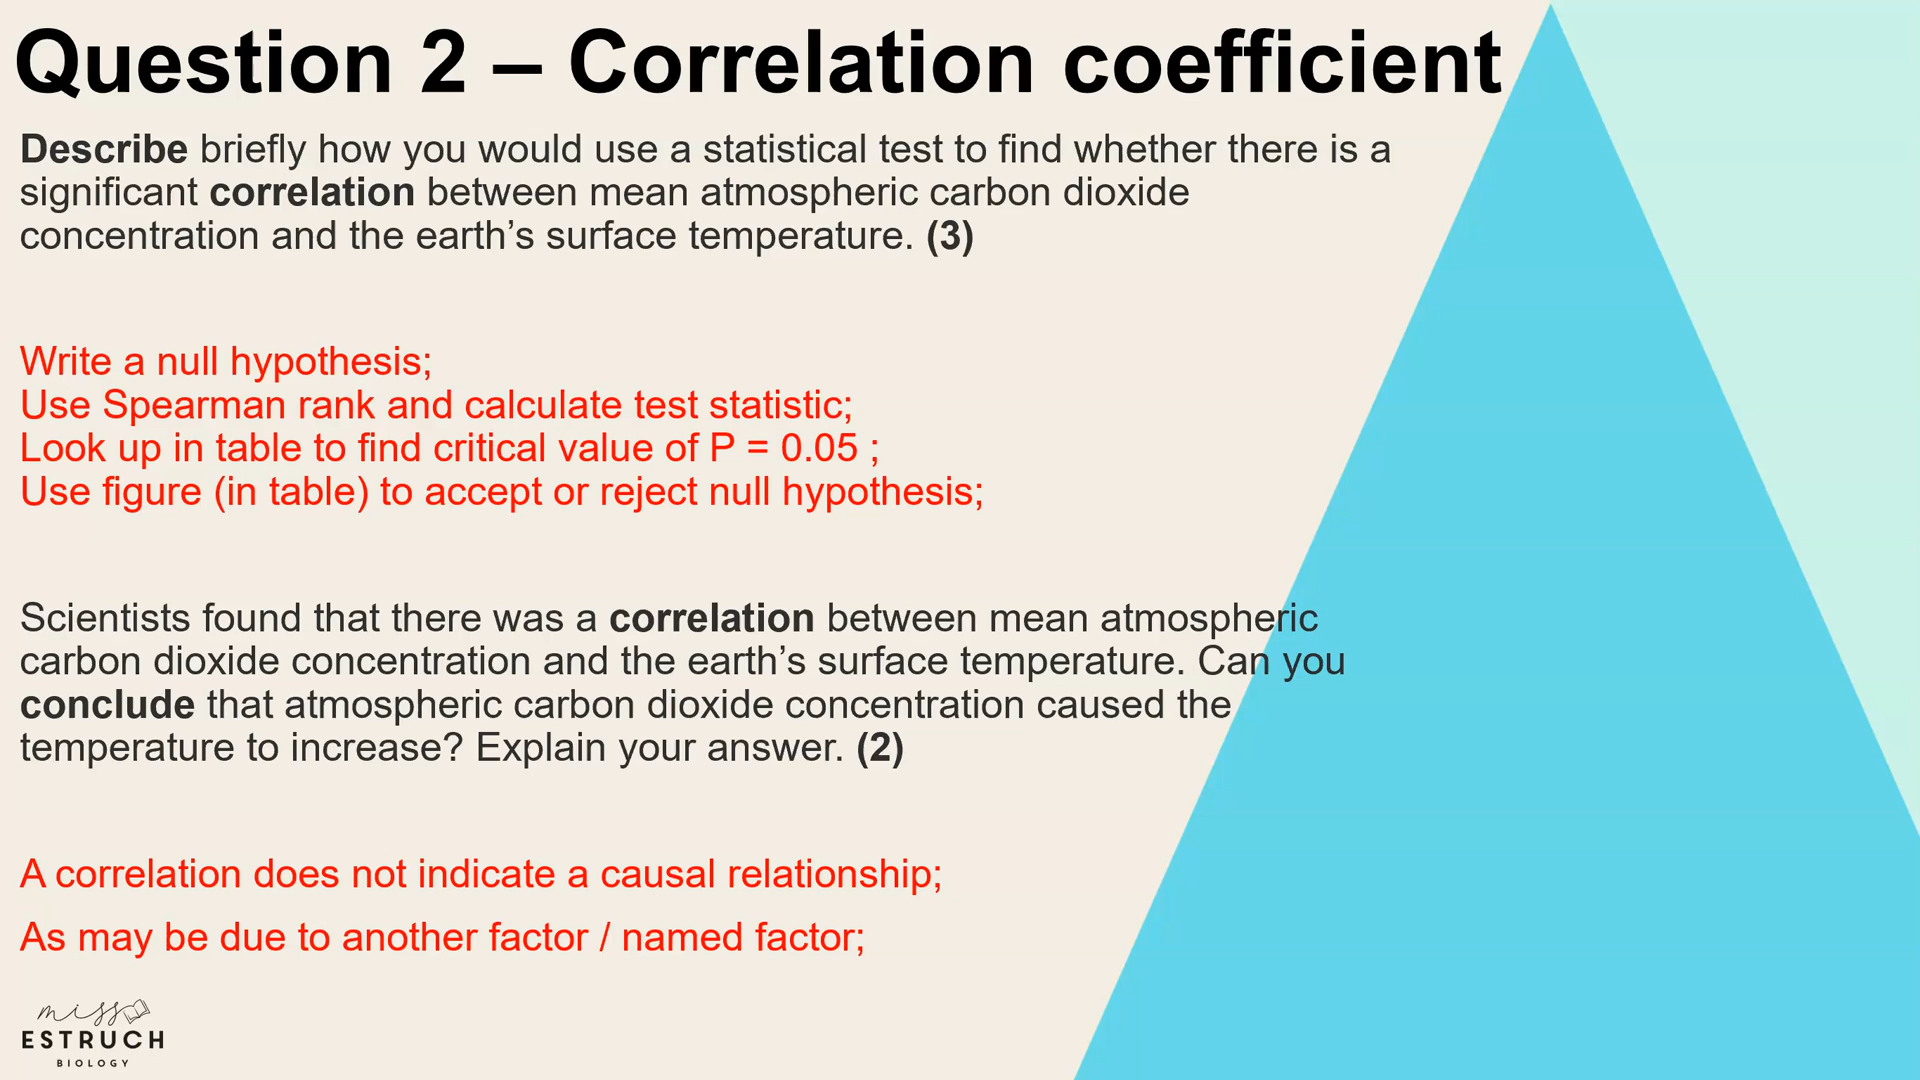 Question 2 – Correlation coefficient
Describe briefly how you would use a statistical test to find whether there is a
significant correlation between mean atmospheric carbon dioxide
concentration and the earth’s surface temperature. (3)
Write a null hypothesis;
Use Spearman rank and calculate test statistic;
Look up in table to find critical value of P = 0.05 ;
Use figure (in table) to accept or reject null hypothesis;
Scientists found that there was a correlation between mean atmospheric
carbon dioxide concentration and the earth’s surface temperature. Can you
conclude that atmospheric carbon dioxide concentration caused the
temperature to increase? Explain your answer. (2)
A correlation does not indicate a causal relationship;
As may be due to another factor / named factor;
miss
ESTRUCH
BIOLOGY